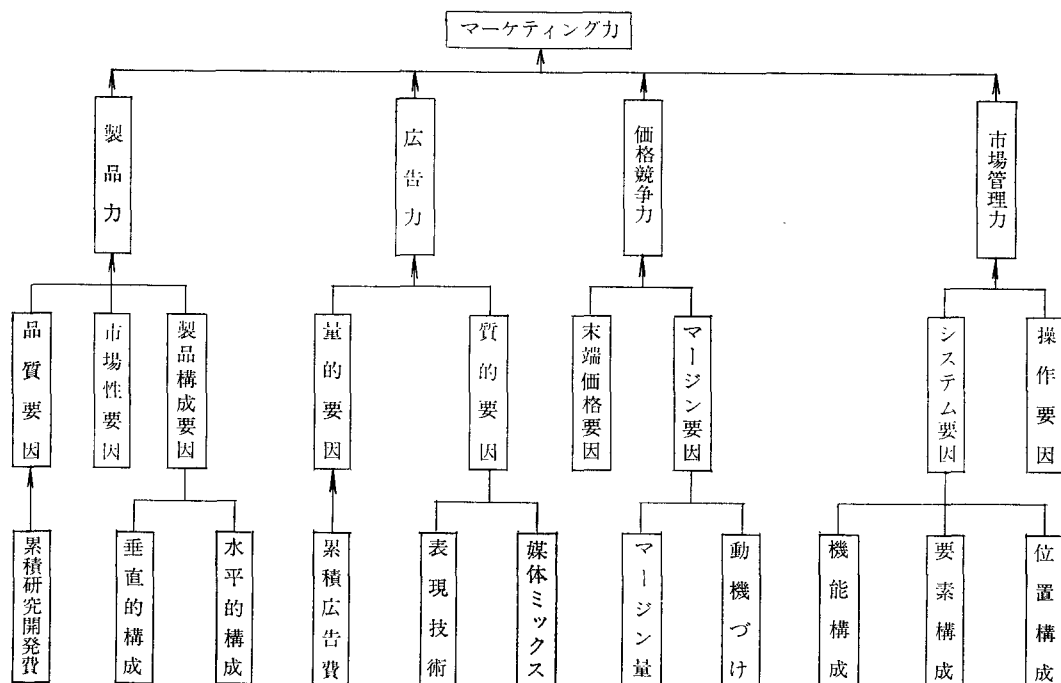 マーケティング力
製品力
広告力
価格競争力
市場管理力
品質要因
市場性要因
製品構成要因
量的要因
質的要因
末端価格要因
マージン要因
システム要因
操作要因
累積研究開発費
垂直的構成
水平的構成
累積広告費
表現技術
媒体ミックス
マージン量
動機づけ
機能構成
要素構成
位置構成